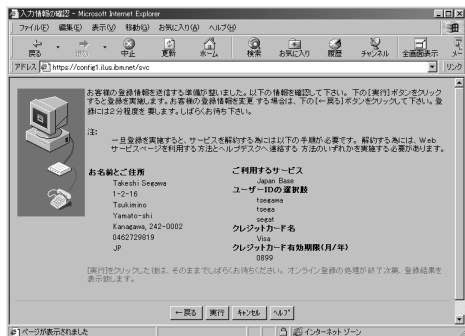 入力情報の確認 - Microsoft Internet Explorer
ファイル(F) 編集(E) 表示(V) 移動(G) お気に入り(A) ヘルプ(H)
戻る 進む 中止 更新 ホーム 検索 お気に入り 履歴 チャンネル 全画面表示 メー
アドレス https://config1.ilus.ibm.net/svc リンク
お客様の登録情報を送信する準備が整いました。以下の情報を確認して下さい。 下の[実行]ボタンをクリック
すると登録を実施します。お客様の登録情報を変更 する場合は、下の[←戻る]ボタンをクリックして下さい。登
録には2分程度を 要します。しばらくお待ち下さい。
注:
一旦登録を実施すると、サービスを解約する為には以下の手順が必要です。 解約する為には、Web
サービスページを利用する方法とヘルプデスクへ連絡する 方法のいずれかを実施する必要があります。
お名前とご住所
Takeshi Segawa
1-2-16
Tsukimino
Yamato-shi
Kanagawa, 242-0002
0462729819
JP
ご利用するサービス
Japan Base
ユーザーIDの選択肢
tsegawa
tsega
segat
クレジットカード名
Visa
クレジットカード有効期限(月/年)
0899
[実行]をクリックした後は、そのままでしばらくお待ちください。オンライン登録の処理が終了次第、登録結果を
表示致します。
←戻る 実行 キャンセル ヘルプ
ページが表示されました インターネット ゾーン